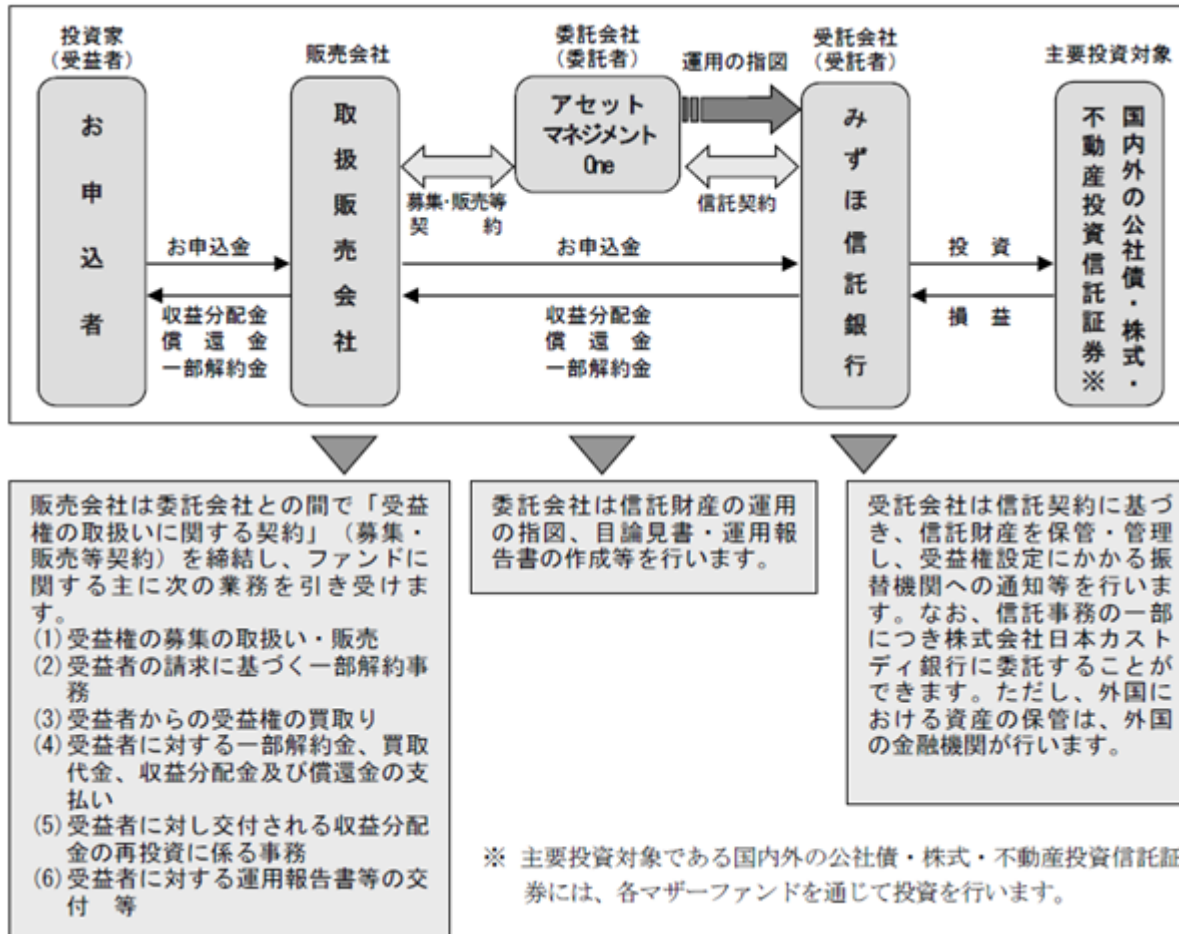 投資家
（受益者）
お申込者
販売会社
取扱販売会社
委託会社
（委託者）
アセット
マネジメント
One
運用の指図
受託会社
（受託者）
みずほ信託銀行
主要投資対象
国内外の公社債・株式・
不動産投資信託証券※
募集・販売等
契　　約
信託契約
お申込金
収益分配金
償　還　金
一部解約金
お申込金
収益分配金
償　還　金
一部解約金
投　資
損　益
販売会社は委託会社との間で「受益
権の取扱いに関する契約」（募集・
販売等契約）を締結し、ファンドに
関する主に次の業務を引き受けま
す。
(1)受益権の募集の取扱い・販売
(2)受益者の請求に基づく一部解約事
務
(3)受益者からの受益権の買取り
(4)受益者に対する一部解約金、買取
代金、収益分配金及び償還金の支
払い
(5)受益者に対し交付される収益分配
金の再投資に係る事務
(6)受益者に対する運用報告書等の交
付　等
委託会社は信託財産の運用
の指図、目論見書・運用報
告書の作成等を行います。
受託会社は信託契約に基づ
き、信託財産を保管・管理
し、受益権設定にかかる振
替機関への通知等を行いま
す。なお、信託事務の一部
につき株式会社日本カスト
ディ銀行に委託することが
できます。ただし、外国に
おける資産の保管は、外国
の金融機関が行います。
※ 主要投資対象である国内外の公社債・株式・不動産投資信託証
券には、各マザーファンドを通じて投資を行います。